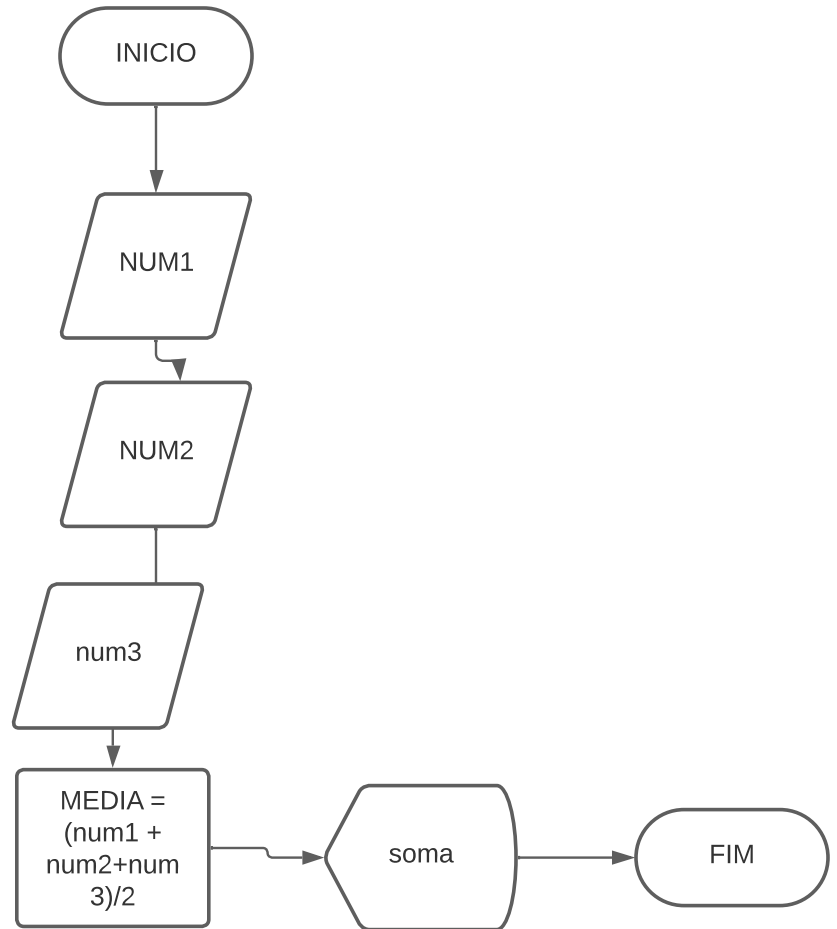 INICIO
NUM1
NUM2
num3
MEDIA =
(num1 +
num2+num
3)/2
soma
FIM